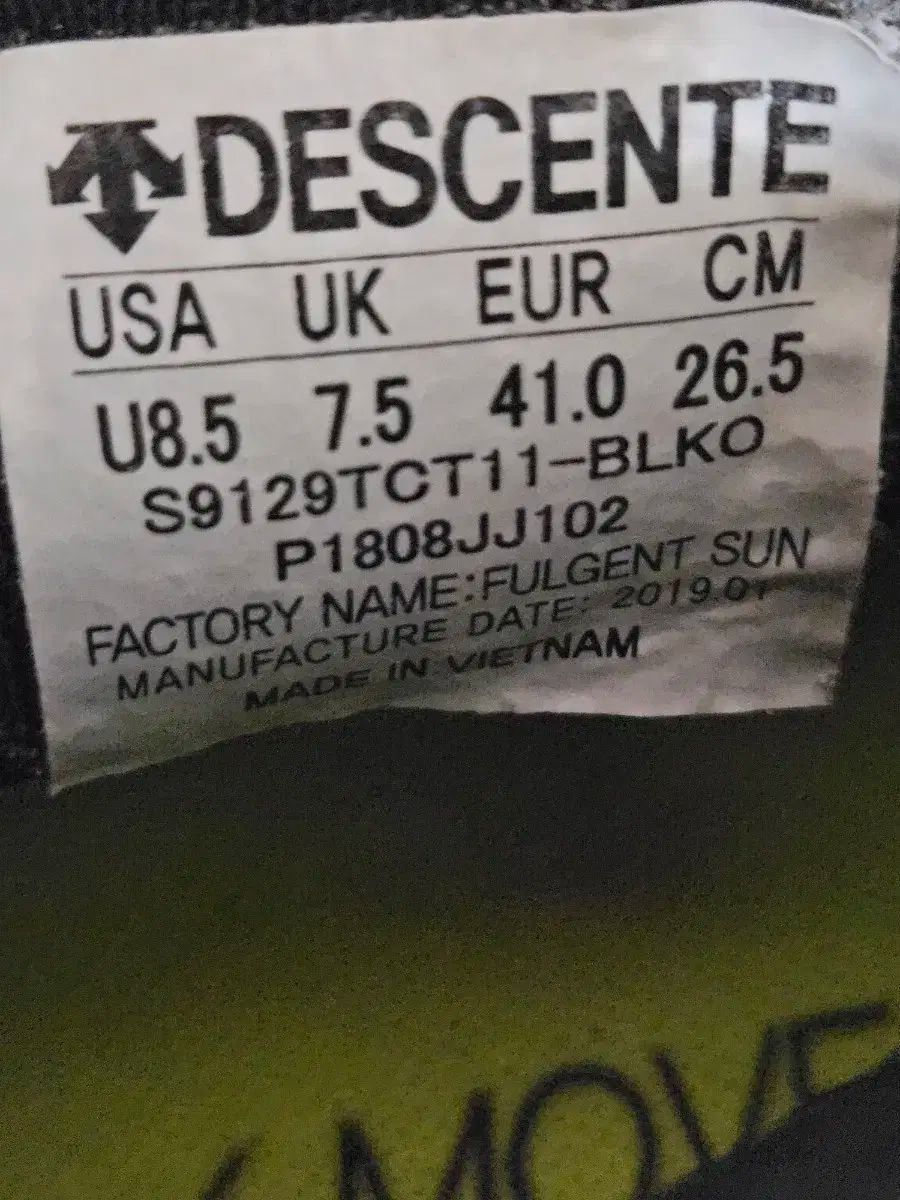 DESCENTE
USA UK EUR CM
U8.5 7.5 41.0 26.5
S9129TCT11-BLKO
P1808JJ102
FACTORY NAME:FULGENT SUN
MANUFACTURE DATE: 2019.01
MADE IN VIETNAM
MOVE